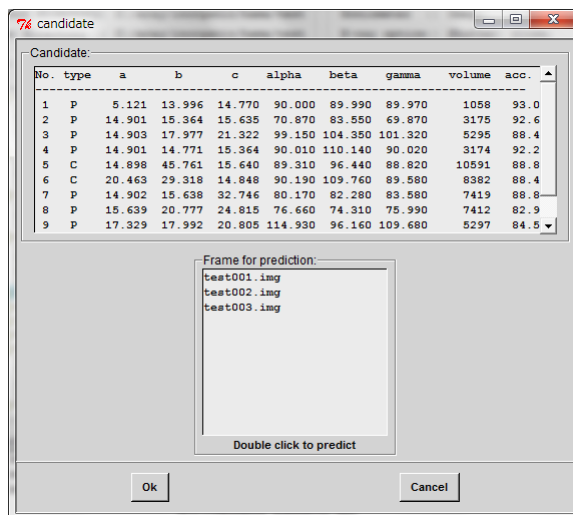 candidate
Candidate:
No. type a b c alpha beta gamma volume acc.
--------------------------------------------------------------------
1 P 5.121 13.996 14.770 90.000 89.990 89.970 1058 93.0
2 P 14.901 15.364 15.635 70.870 83.550 69.870 3175 92.6
3 P 14.903 17.977 21.322 99.150 104.350 101.320 5295 88.4
4 P 14.901 14.771 15.364 90.010 110.140 90.020 3174 92.2
5 C 14.898 45.761 15.640 89.310 96.440 88.820 10591 88.8
6 C 20.463 29.318 14.848 90.190 109.760 89.580 8382 88.4
7 P 14.902 15.638 32.746 80.170 82.280 83.580 7419 88.8
8 P 15.639 20.777 24.815 76.660 74.310 75.990 7412 82.9
9 P 17.329 17.992 20.805 114.930 96.160 109.680 5297 84.5
Frame for prediction:
test001.img
test002.img
test003.img
Double click to predict
Ok Cancel